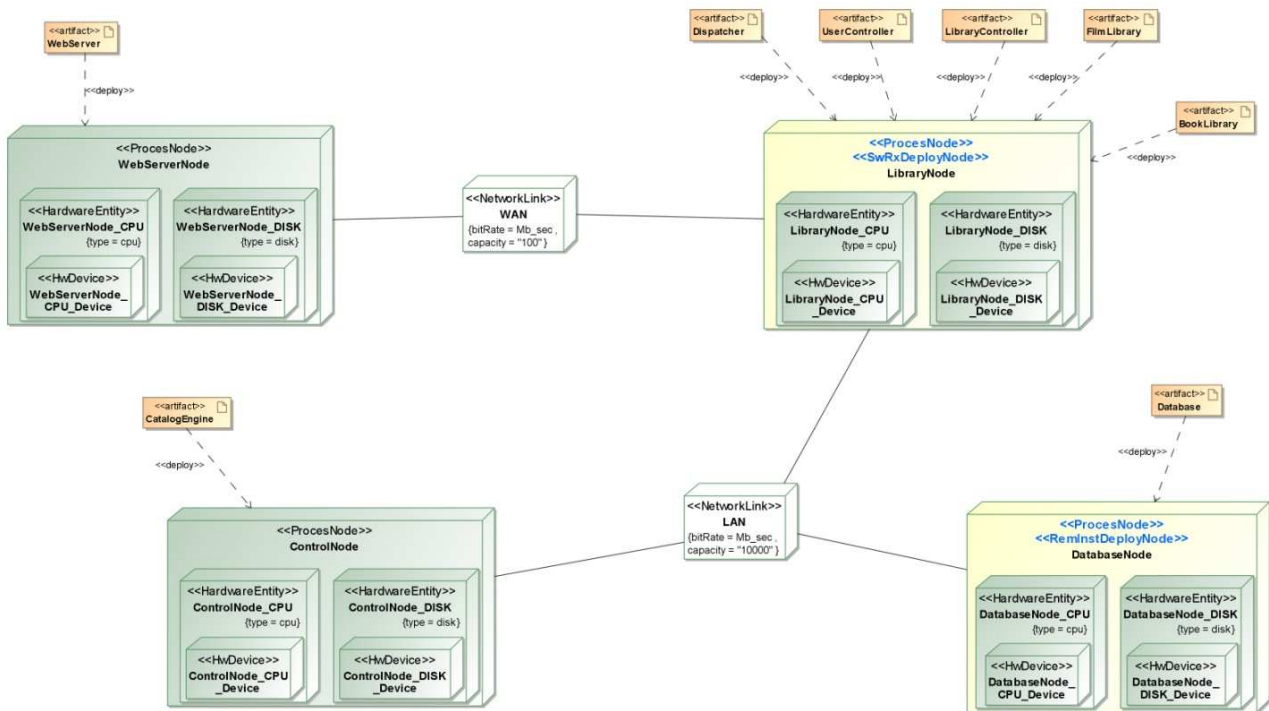 <<artifact>>
WebServer
<<deploy>>
<<ProcesNode>>
WebServerNode
<<HardwareEntity>>
WebServerNode_CPU
{type = cpu}
<<HwDevice>>
WebServerNode_
CPU_Device
<<HardwareEntity>>
WebServerNode_DISK
{type = disk}
<<HwDevice>>
WebServerNode_
DISK_Device
<<NetworkLink>>
WAN
{bitRate = Mb_sec ,
capacity = "100" }
<<artifact>>
Dispatcher
<<deploy>>
<<artifact>>
UserController
<<deploy>>
<<artifact>>
LibraryController
<<deploy>>
<<artifact>>
FilmLibrary
<<deploy>>
<<artifact>>
BookLibrary
<<deploy>>
<<ProcesNode>>
<<SwRxDeployNode>>
LibraryNode
<<HardwareEntity>>
LibraryNode_CPU
{type = cpu}
<<HwDevice>>
LibraryNode_CPU
_Device
<<HardwareEntity>>
LibraryNode_DISK
{type = disk}
<<HwDevice>>
LibraryNode_DISK
_Device
<<artifact>>
CatalogEngine
<<deploy>>
<<ProcesNode>>
ControlNode
<<HardwareEntity>>
ControlNode_CPU
{type = cpu}
<<HwDevice>>
ControlNode_CPU
_Device
<<HardwareEntity>>
ControlNode_DISK
{type = disk}
<<HwDevice>>
ControlNode_DISK
_Device
<<NetworkLink>>
LAN
{bitRate = Mb_sec ,
capacity = "10000" }
<<artifact>>
Database
<<deploy>>
<<ProcesNode>>
<<RemInstDeployNode>>
DatabaseNode
<<HardwareEntity>>
DatabaseNode_CPU
{type = cpu}
<<HwDevice>>
DatabaseNode_
CPU_Device
<<HardwareEntity>>
DatabaseNode_DISK
{type = disk}
<<HwDevice>>
DatabaseNode_
DISK_Device